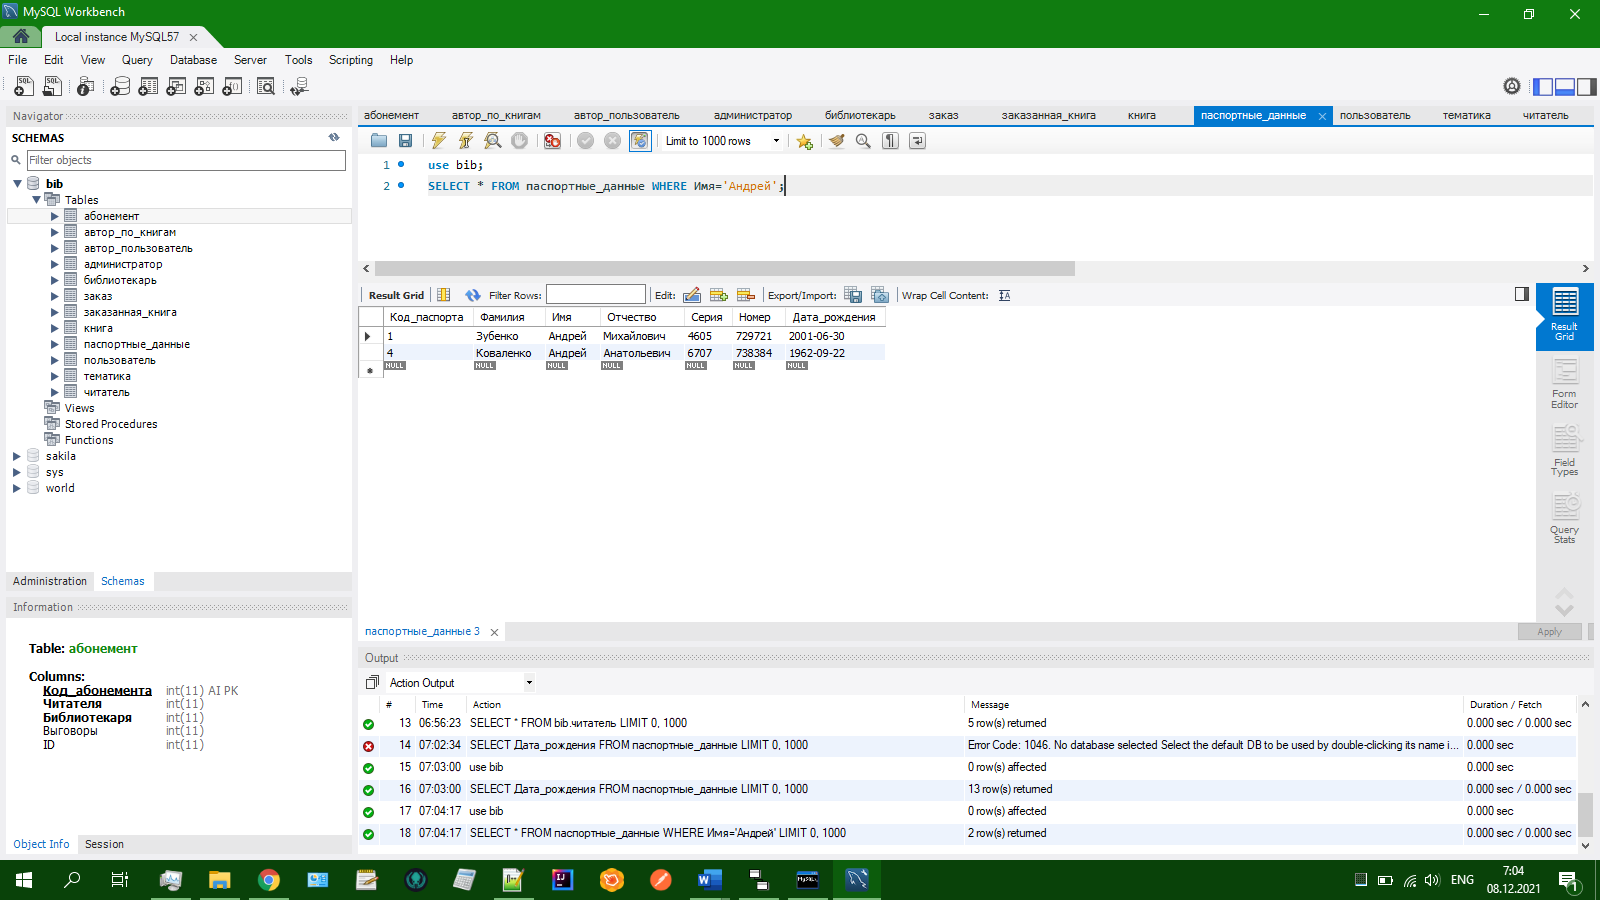 MySQL Workbench
Local instance MySQL57
File Edit View Query Database Server Tools Scripting Help
Navigator
SCHEMAS
Filter objects
bib
Tables
абонемент
автор_по_книгам
автор_пользователь
администратор
библиотекарь
заказ
заказанная_книга
книга
паспортные_данные
пользователь
тематика
читатель
Views
Stored Procedures
Functions
sakila
sys
world
Administration Schemas
Information
Table: абонемент
Columns:
Код_абонемента int(11) AI PK
Читателя int(11)
Библиотекаря int(11)
Выговоры int(11)
ID int(11)
Object Info Session
абонемент автор_по_книгам автор_пользователь администратор библиотекарь заказ заказанная_книга книга паспортные_данные пользователь тематика читатель
Limit to 1000 rows
1 use bib;
2 SELECT * FROM паспортные_данные WHERE Имя='Андрей';
Result Grid Filter Rows: Edit: Export/Import: Wrap Cell Content:
Код_паспорта Фамилия Имя Отчество Серия Номер Дата_рождения
1 Зубенко Андрей Михайлович 4605 729721 2001-06-30
4 Коваленко Андрей Анатольевич 6707 738384 1962-09-22
NULL NULL NULL NULL NULL NULL NULL
Result
Grid
Form
Editor
Field
Types
Query
Stats
паспортные_данные 3
Apply
Output
Action Output
# Time Action Message Duration / Fetch
13 06:56:23 SELECT * FROM bib.читатель LIMIT 0, 1000 5 row(s) returned 0.000 sec / 0.000 sec
14 07:02:34 SELECT Дата_рождения FROM паспортные_данные LIMIT 0, 1000 Error Code: 1046. No database selected Select the default DB to be used by double-clicking its name i... 0.000 sec
15 07:03:00 use bib 0 row(s) affected 0.000 sec
16 07:03:00 SELECT Дата_рождения FROM паспортные_данные LIMIT 0, 1000 13 row(s) returned 0.000 sec / 0.000 sec
17 07:04:17 use bib 0 row(s) affected 0.000 sec
18 07:04:17 SELECT * FROM паспортные_данные WHERE Имя='Андрей' LIMIT 0, 1000 2 row(s) returned 0.000 sec / 0.000 sec
ENG
7:04
08.12.2021
1